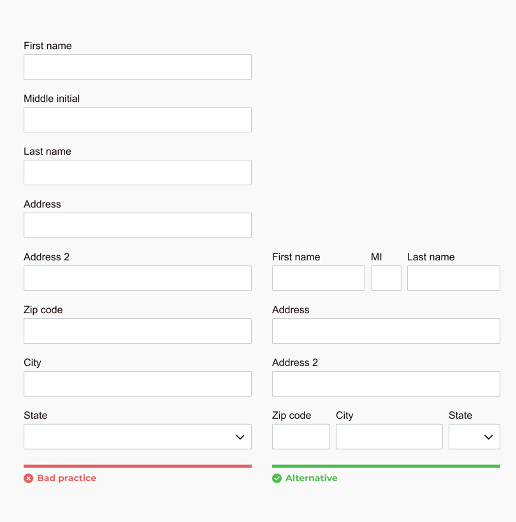 First name
Middle initial
Last name
Address
Address 2
Zip code
City
State
Bad practice
First name MI Last name
Address
Address 2
Zip code City State
Alternative